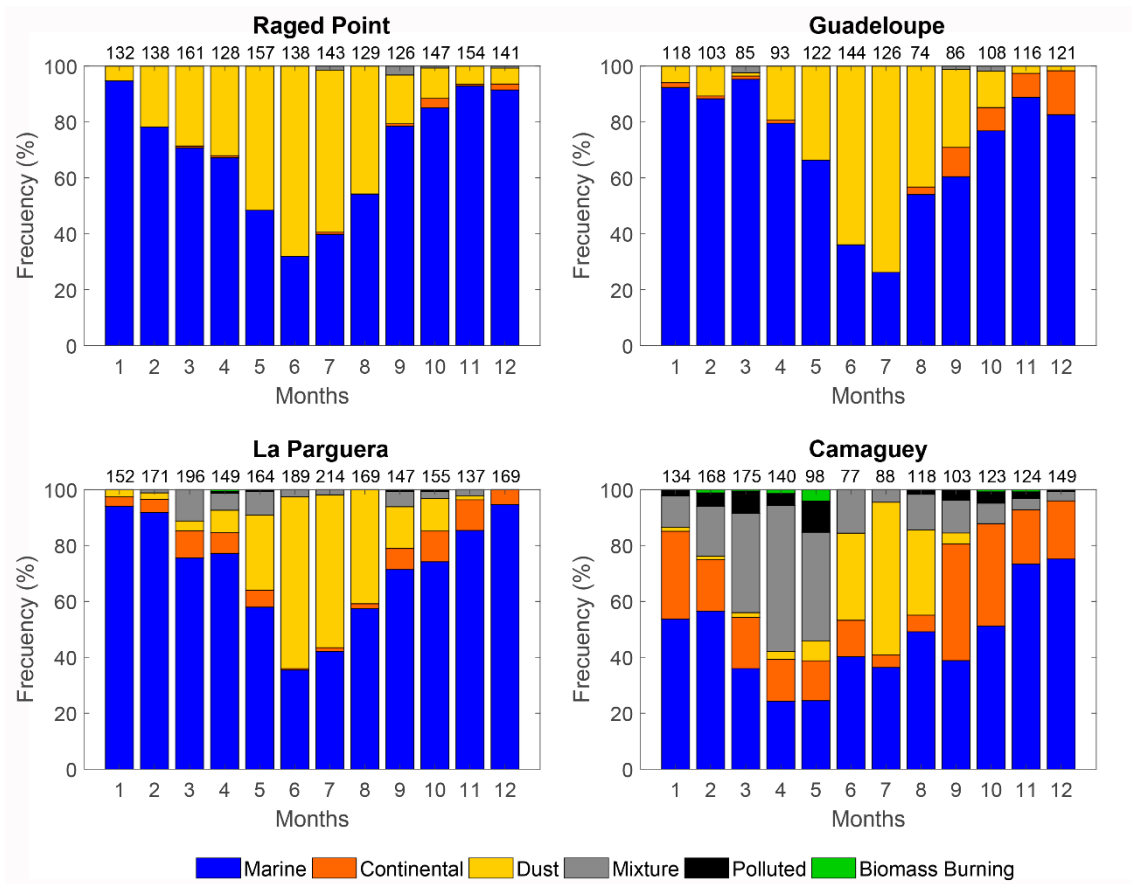 Raged Point
132 138 161 128 157 138 143 129 126 147 154 141
100
80
60
40
20
0
Frecuency (%)
1 2 3 4 5 6 7 8 9 10 11 12
Months
Guadeloupe
118 103 85 93 122 144 126 74 86 108 116 121
100
80
60
40
20
0
Frecuency (%)
1 2 3 4 5 6 7 8 9 10 11 12
Months
La Parguera
152 171 196 149 164 189 214 169 147 155 137 169
100
80
60
40
20
0
Frecuency (%)
1 2 3 4 5 6 7 8 9 10 11 12
Months
Camaguey
134 168 175 140 98 77 88 118 103 123 124 149
100
80
60
40
20
0
Frecuency (%)
1 2 3 4 5 6 7 8 9 10 11 12
Months
Marine Continental Dust Mixture Polluted Biomass Burning